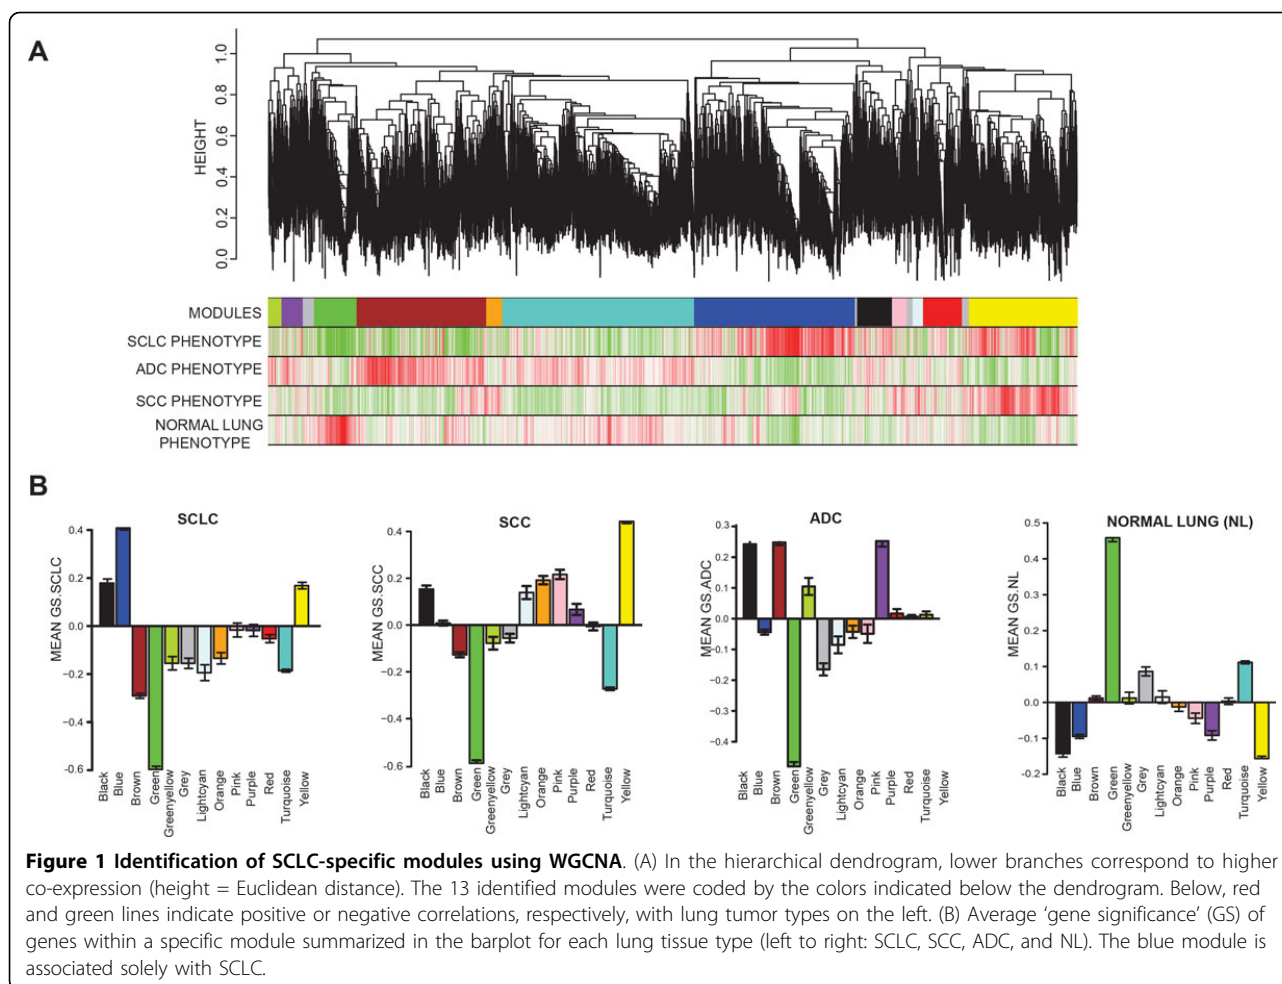 A
HEIGHT
1.0
0.8
0.6
0.4
0.2
0.0
MODULES
SCLC PHENOTYPE
ADC PHENOTYPE
SCC PHENOTYPE
NORMAL LUNG
PHENOTYPE
B
SCLC
MEAN GS.SCLC
0.4
0.2
0.0
−0.2
−0.4
−0.6
Black
Blue
Brown
Green
Greenyellow
Grey
Lightcyan
Orange
Pink
Purple
Red
Turquoise
Yellow
SCC
MEAN GS.SCC
0.4
0.2
0.0
−0.2
−0.4
−0.6
Black
Blue
Brown
Green
Greenyellow
Grey
Lightcyan
Orange
Pink
Purple
Red
Turquoise
Yellow
ADC
MEAN GS.ADC
0.3
0.2
0.1
0.0
−0.1
−0.2
−0.3
−0.4
Black
Blue
Brown
Green
Greenyellow
Grey
Lightcyan
Orange
Pink
Purple
Red
Turquoise
Yellow
NORMAL LUNG (NL)
MEAN GS.NL
0.5
0.4
0.3
0.2
0.1
0.0
−0.1
−0.2
Black
Blue
Brown
Green
Greenyellow
Grey
Lightcyan
Orange
Pink
Purple
Red
Turquoise
Yellow
Figure 1 Identification of SCLC-specific modules using WGCNA. (A) In the hierarchical dendrogram, lower branches correspond to higher
co-expression (height = Euclidean distance). The 13 identified modules were coded by the colors indicated below the dendrogram. Below, red
and green lines indicate positive or negative correlations, respectively, with lung tumor types on the left. (B) Average ‘gene significance’ (GS) of
genes within a specific module summarized in the barplot for each lung tissue type (left to right: SCLC, SCC, ADC, and NL). The blue module is
associated solely with SCLC.